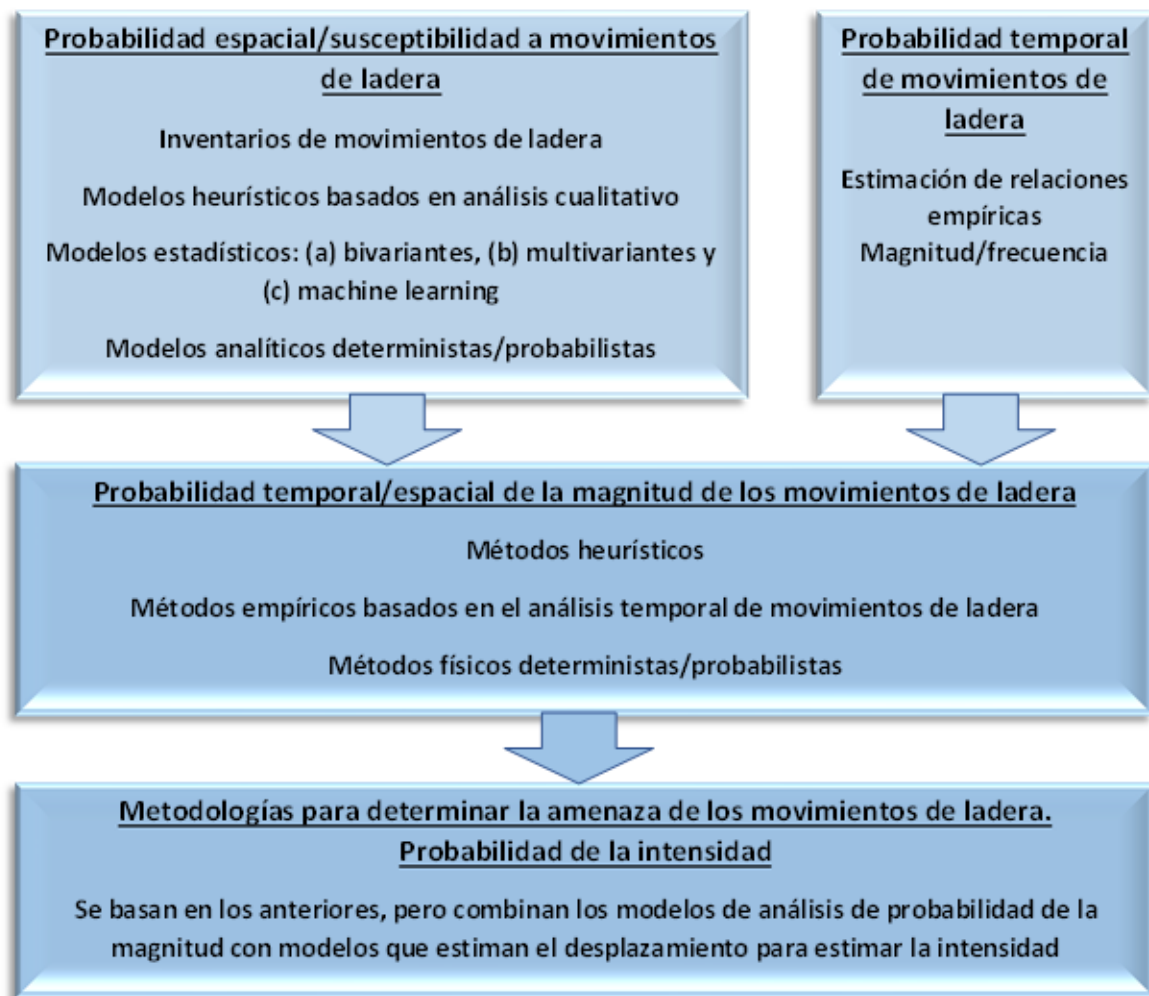 Probabilidad espacial/susceptibilidad a movimientos
de ladera
Inventarios de movimientos de ladera
Modelos heurísticos basados en análisis cualitativo
Modelos estadísticos: (a) bivariantes, (b) multivariantes y
(c) machine learning
Modelos analíticos deterministas/probabilistas
Probabilidad temporal
de movimientos de
ladera
Estimación de relaciones
empíricas
Magnitud/frecuencia
Probabilidad temporal/espacial de la magnitud de los movimientos de ladera
Métodos heurísticos
Métodos empíricos basados en el análisis temporal de movimientos de ladera
Métodos físicos deterministas/probabilistas
Metodologías para determinar la amenaza de los movimientos de ladera.
Probabilidad de la intensidad
Se basan en los anteriores, pero combinan los modelos de análisis de probabilidad de la
magnitud con modelos que estiman el desplazamiento para estimar la intensidad